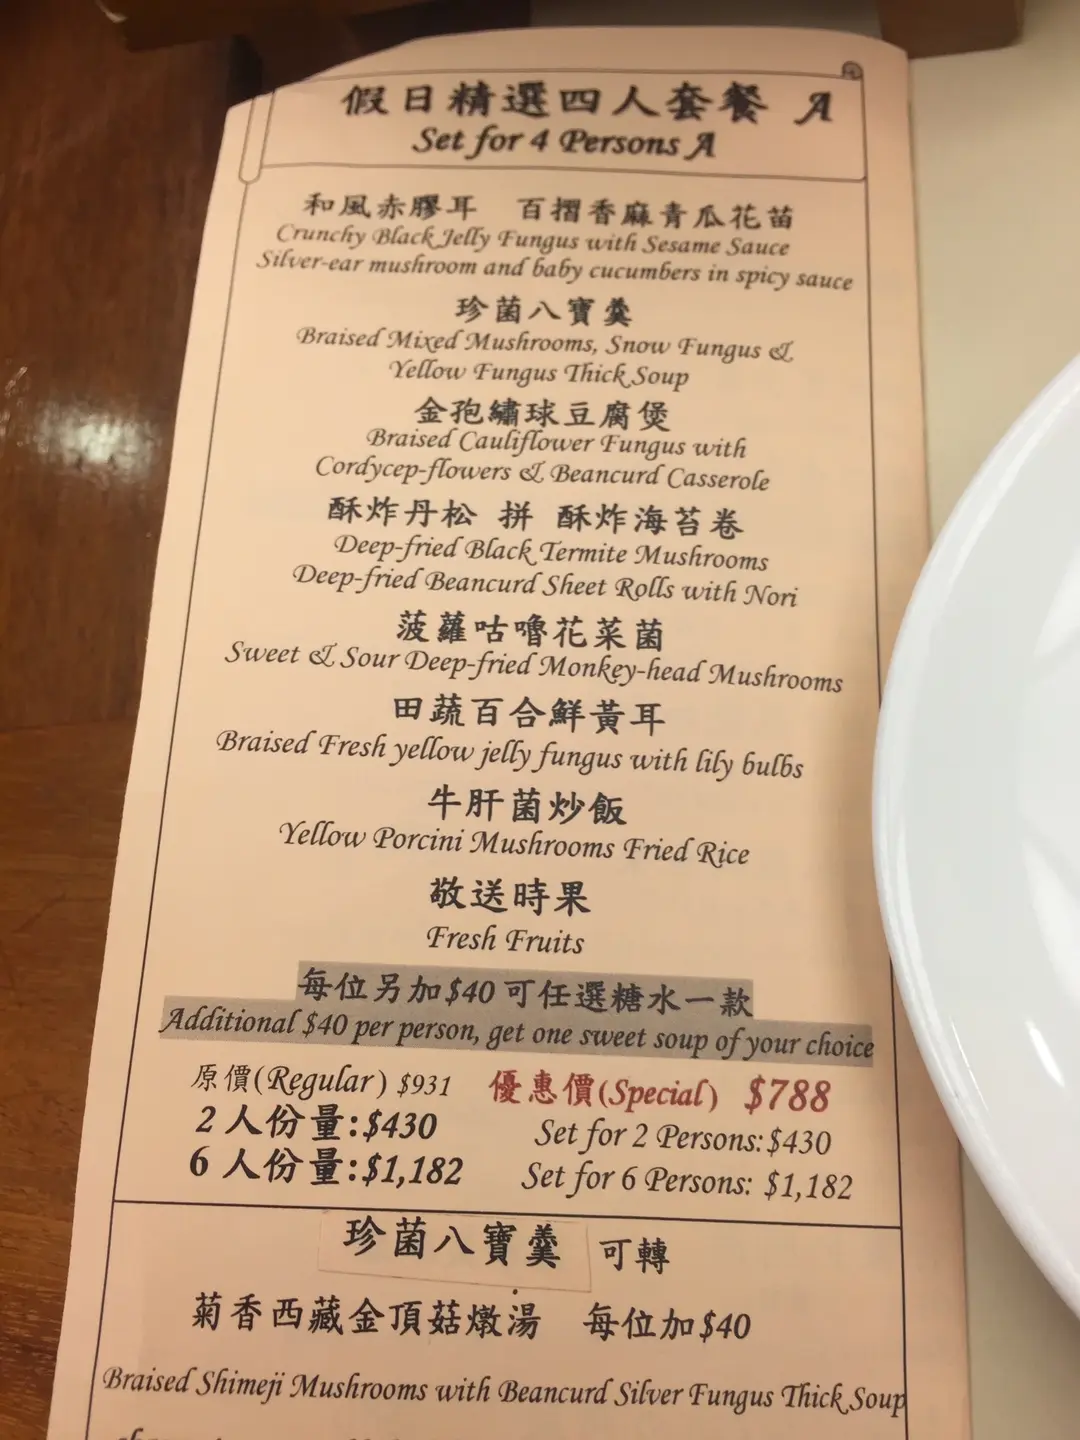 假日精選四人套餐 A
Set for 4 Persons A
和風赤膠耳 百摺香麻青瓜花苗
Crunchy Black Jelly Fungus with Sesame Sauce
Silver-ear mushroom and baby cucumbers in spicy sauce
珍菌八寶羹
Braised Mixed Mushrooms, Snow Fungus &
Yellow Fungus Thick Soup
金孢繡球豆腐煲
Braised Cauliflower Fungus with
Cordycep-flowers & Beancurd Casserole
酥炸丹松 拼 酥炸海苔卷
Deep-fried Black Termite Mushrooms
Deep-fried Beancurd Sheet Rolls with Nori
菠蘿咕嚕花菜菌
Sweet & Sour Deep-fried Monkey-head Mushrooms
田蔬百合鮮黃耳
Braised Fresh yellow jelly fungus with lily bulbs
牛肝菌炒飯
Yellow Porcini Mushrooms Fried Rice
敬送時果
Fresh Fruits
每位另加$40可任選糖水一款
Additional $40 per person, get one sweet soup of your choice
原價(Regular) $931 優惠價(Special) $788
2 人份量:$430 Set for 2 Persons:$430
6 人份量:$1,182 Set for 6 Persons: $1,182
珍菌八寶羹 可轉
菊香西藏金頂菇燉湯 每位加$40
Braised Shimeji Mushrooms with Beancurd Silver Fungus Thick Soup